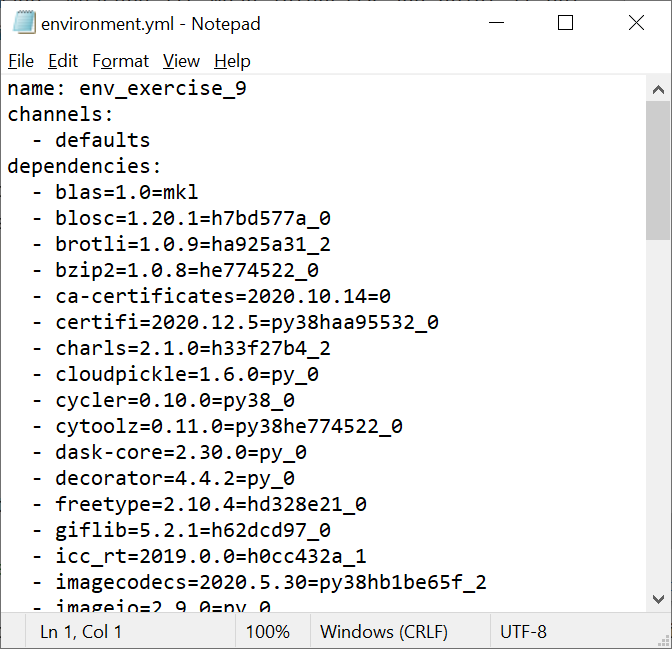 environment.yml - Notepad
File Edit Format View Help
name: env_exercise_9
channels:
  - defaults
dependencies:
  - blas=1.0=mkl
  - blosc=1.20.1=h7bd577a_0
  - brotli=1.0.9=ha925a31_2
  - bzip2=1.0.8=he774522_0
  - ca-certificates=2020.10.14=0
  - certifi=2020.12.5=py38haa95532_0
  - charls=2.1.0=h33f27b4_2
  - cloudpickle=1.6.0=py_0
  - cycler=0.10.0=py38_0
  - cytoolz=0.11.0=py38he774522_0
  - dask-core=2.30.0=py_0
  - decorator=4.4.2=py_0
  - freetype=2.10.4=hd328e21_0
  - giflib=5.2.1=h62dcd97_0
  - icc_rt=2019.0.0=h0cc432a_1
  - imagecodecs=2020.5.30=py38hb1be65f_2
  - imageio=2.9.0=py_0
Ln 1, Col 1 100% Windows (CRLF) UTF-8